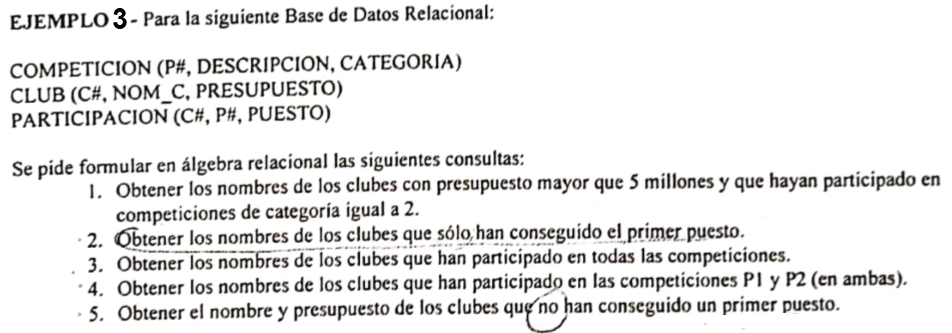 EJEMPLO 3 - Para la siguiente Base de Datos Relacional:
COMPETICION (P#, DESCRIPCION, CATEGORIA)
CLUB (C#, NOM_C, PRESUPUESTO)
PARTICIPACION (C#, P#, PUESTO)
Se pide formular en álgebra relacional las siguientes consultas:
1. Obtener los nombres de los clubes con presupuesto mayor que 5 millones y que hayan participado en
competiciones de categoría igual a 2.
2. Obtener los nombres de los clubes que sólo han conseguido el primer puesto.
3. Obtener los nombres de los clubes que han participado en todas las competiciones.
4. Obtener los nombres de los clubes que han participado en las competiciones P1 y P2 (en ambas).
5. Obtener el nombre y presupuesto de los clubes que no han conseguido un primer puesto.